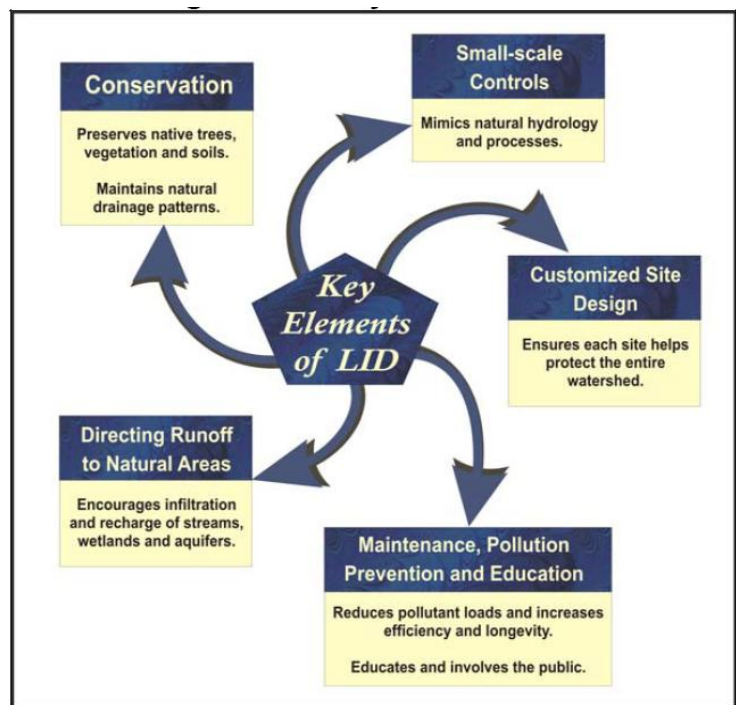 Conservation
Preserves native trees,
vegetation and soils.
Maintains natural
drainage patterns.
Small-scale
Controls
Mimics natural hydrology
and processes.
Key
Elements
of LID
Customized Site
Design
Ensures each site helps
protect the entire
watershed.
Directing Runoff
to Natural Areas
Encourages infiltration
and recharge of streams,
wetlands and aquifers.
Maintenance, Pollution
Prevention and Education
Reduces pollutant loads and increases
efficiency and longevity.
Educates and involves the public.